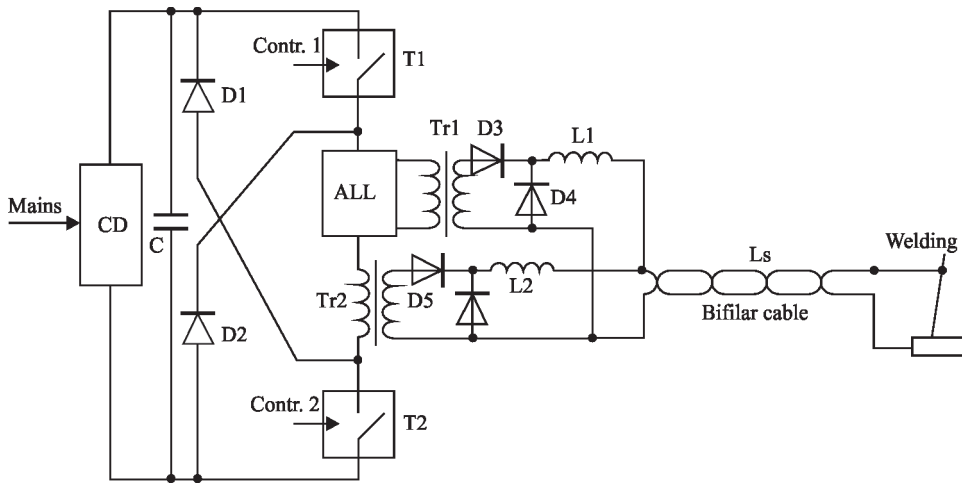 Contr. 1
T1
D1
Tr1
D3
L1
ALL
D4
Mains
CD
C
Welding
Ls
Tr2
D5
L2
Bifilar cable
D2
Contr. 2
T2